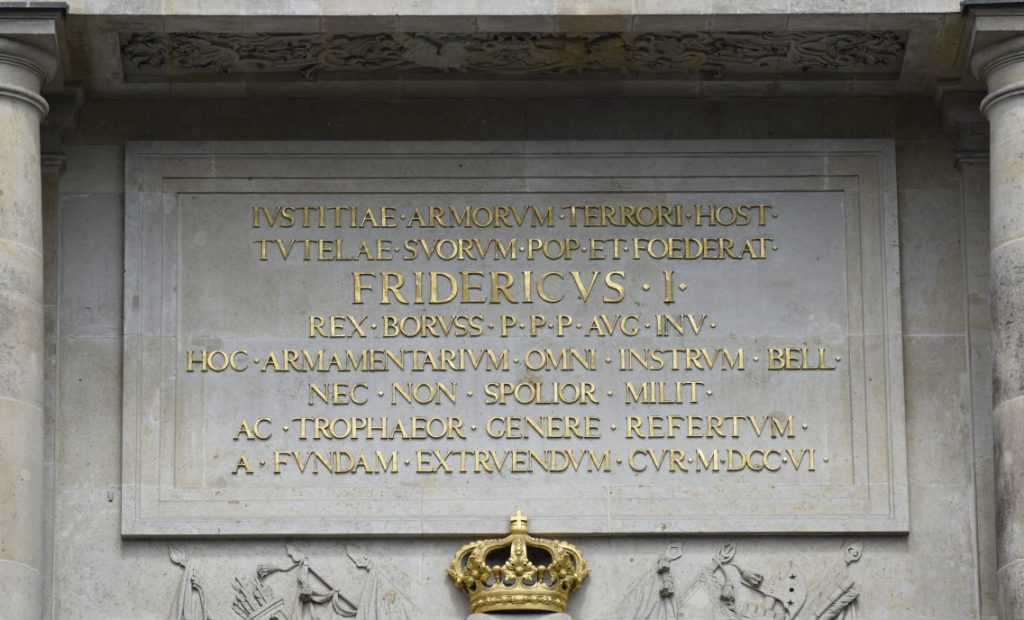 IVSTITIAE·ARMORVM·TERRORI·HOST·
TVTELAE·SVORVM·POP·ET·FOEDERAT·
FRIDERICVS·I·
REX·BORVSS·P·P·P·AVG·INV·
HOC·ARMAMENTARIVM·OMNI·INSTRVM·BELL·
NEC·NON·SPOLIOR·MILIT·
AC·TROPHAEOR·GENERE·REFERTVM·
A·FVNDAM·EXTRVENDVM·CVR·M·DCC·VI·